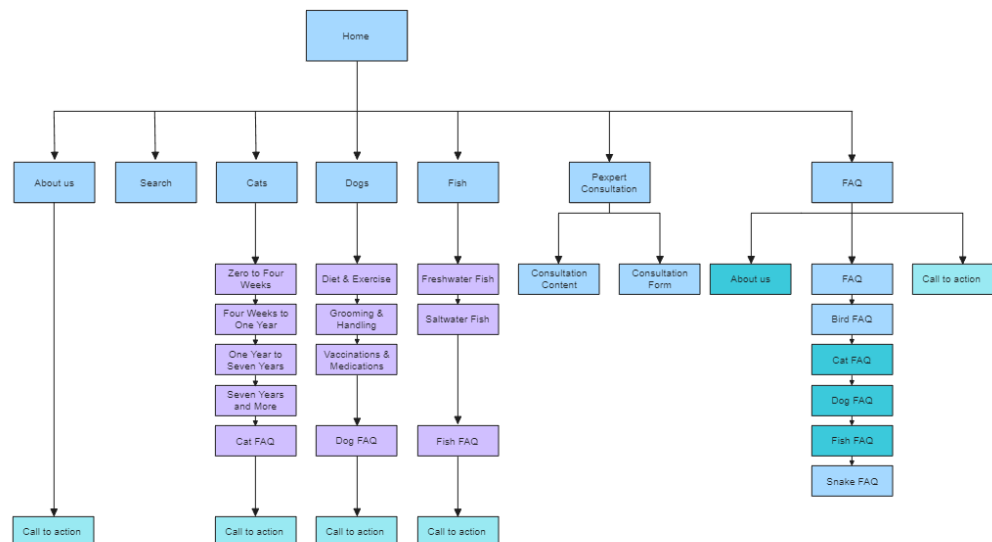 Home
About us
Search
Cats
Dogs
Fish
Pexpert
Consultation
FAQ
Zero to Four
Weeks
Diet & Exercise
Freshwater Fish
Consultation
Content
Consultation
Form
About us
FAQ
Call to action
Four Weeks to
One Year
Grooming &
Handling
Saltwater Fish
Bird FAQ
One Year to
Seven Years
Vaccinations &
Medications
Cat FAQ
Seven Years
and More
Dog FAQ
Cat FAQ
Dog FAQ
Fish FAQ
Fish FAQ
Snake FAQ
Call to action
Call to action
Call to action
Call to action